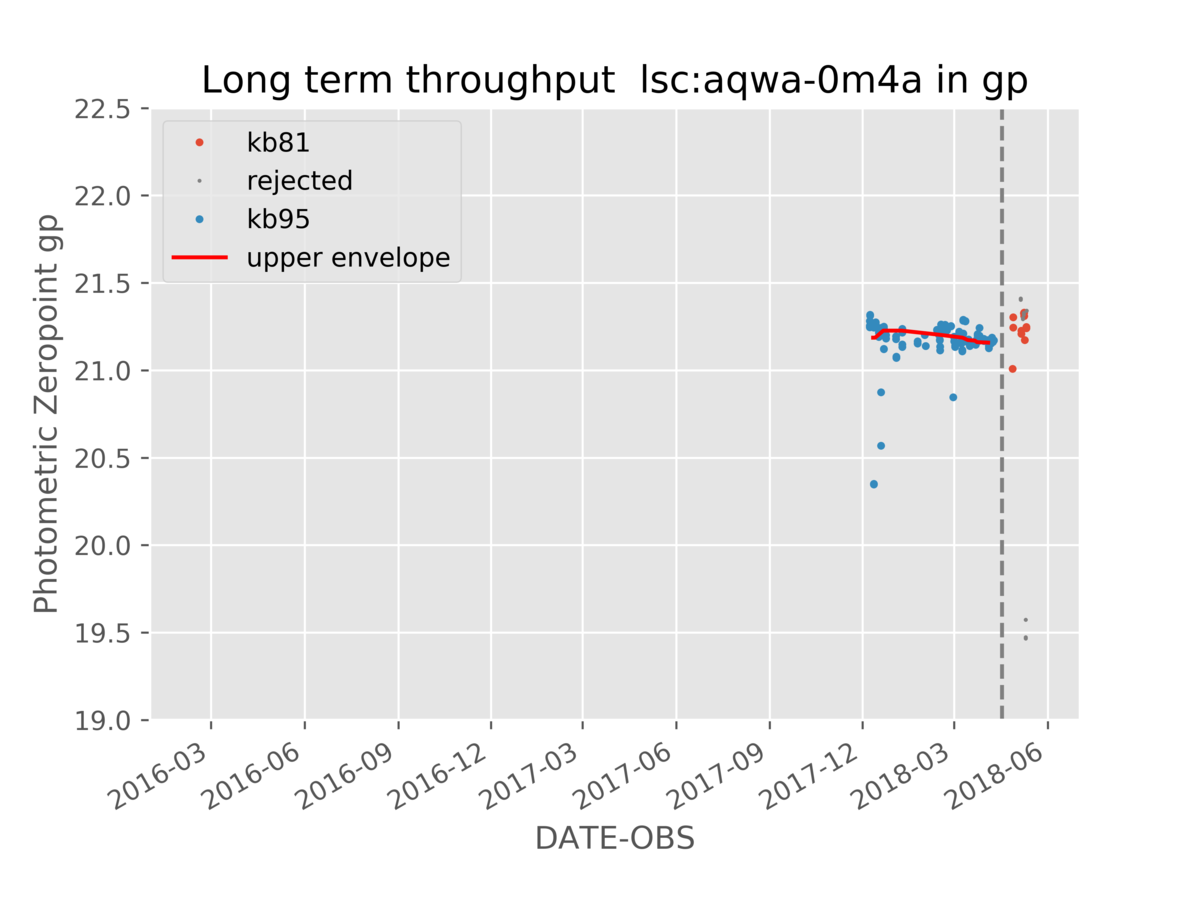 Long term throughput  lsc:aqwa-0m4a in gp
22.5
22.0
21.5
21.0
20.5
20.0
19.5
19.0
Photometric Zeropoint gp
kb81
rejected
kb95
upper envelope
2016-03
2016-06
2016-09
2016-12
2017-03
2017-06
2017-09
2017-12
2018-03
2018-06
DATE-OBS